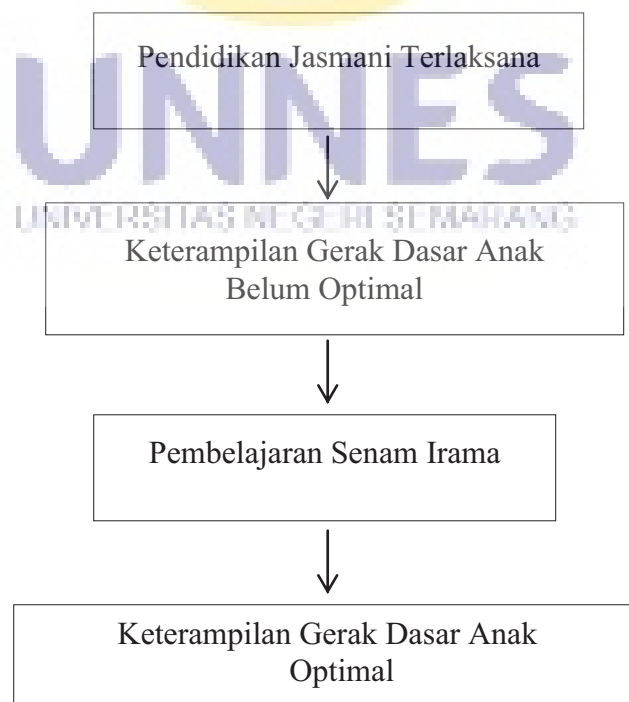 Pendidikan Jasmani Terlaksana
UNNES
UNIVERSITAS NEGERI SEMARANG
Keterampilan Gerak Dasar Anak
Belum Optimal
Pembelajaran Senam Irama
Keterampilan Gerak Dasar Anak
Optimal